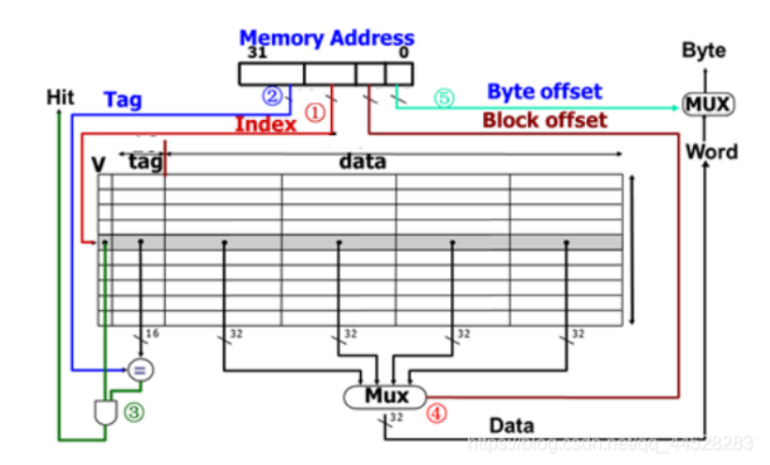 Memory Address
31 0
Byte
Hit
Tag
②
①
⑤
Byte offset
MUX
Index
Block offset
Word
V
tag
data
16
32
32
32
32
=
③
Mux
④
32
Data
https://blog.csdn.net/qq_44528283